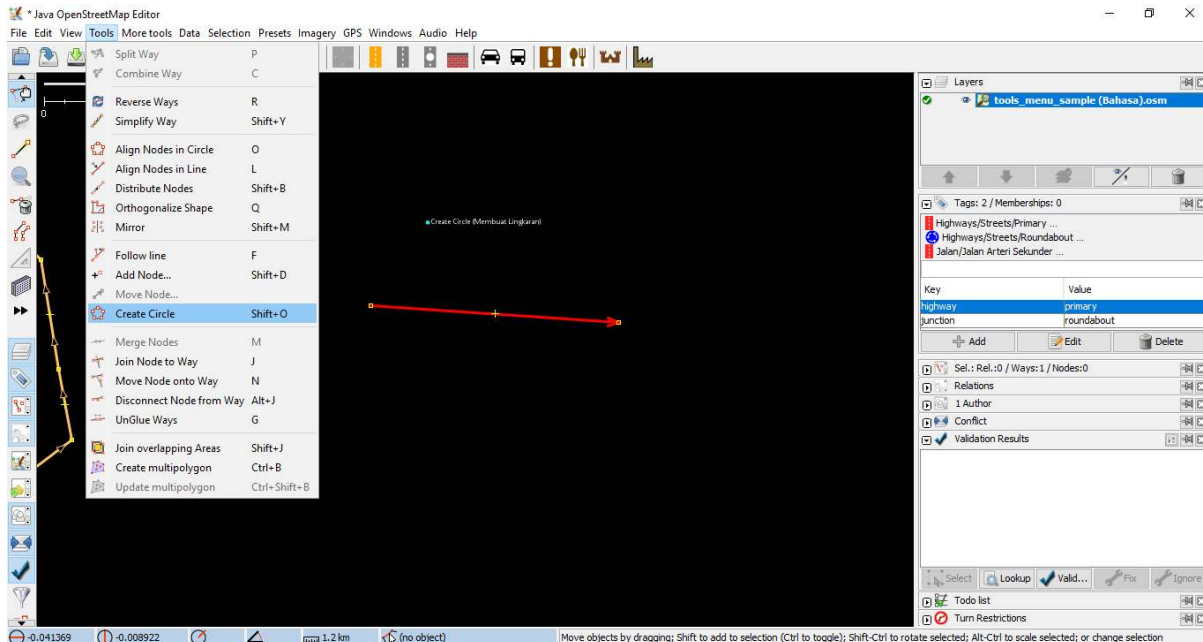 * Java OpenStreetMap Editor
File Edit View Tools More tools Data Selection Presets Imagery GPS Windows Audio Help
Split Way P
Combine Way C
Reverse Ways R
Simplify Way Shift+Y
Align Nodes in Circle O
Align Nodes in Line L
Distribute Nodes Shift+B
Orthogonalize Shape Q
Mirror Shift+M
Follow line F
Add Node... Shift+D
Move Node...
Create Circle Shift+O
Merge Nodes M
Join Node to Way J
Move Node onto Way N
Disconnect Node from Way Alt+J
UnGlue Ways G
Join overlapping Areas Shift+J
Create multipolygon Ctrl+B
Update multipolygon Ctrl+Shift+B
0
Create Circle (Membuat Lingkaran)
Layers
tools_menu_sample (Bahasa).osm
Tags: 2 / Memberships: 0
Highways/Streets/Primary ...
Highways/Streets/Roundabout ...
Jalan/Jalan Arteri Sekunder ...
Key Value
highway primary
junction roundabout
Add Edit Delete
Sel.: Rel.:0 / Ways:1 / Nodes:0
Relations
1 Author
Conflict
Validation Results
Select Lookup Valid... Fix Ignore
Todo list
Turn Restrictions
-0.041369 -0.008922 1.2 km (no object) Move objects by dragging; Shift to add to selection (Ctrl to toggle); Shift-Ctrl to rotate selected; Alt-Ctrl to scale selected; or change selection